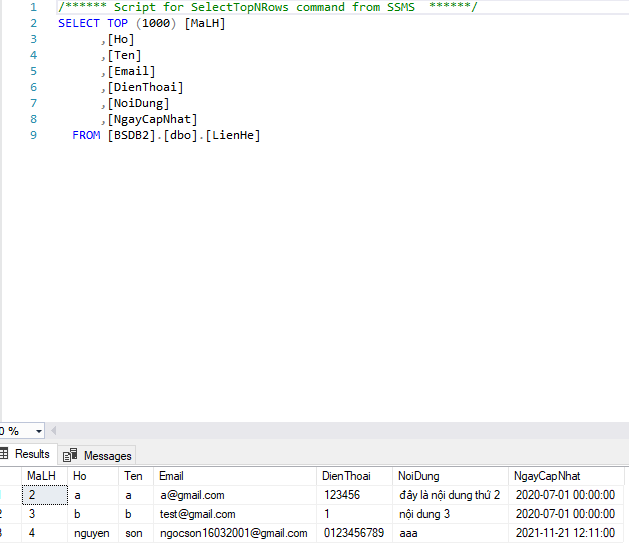 1 /****** Script for SelectTopNRows command from SSMS ******/
2 SELECT TOP (1000) [MaLH]
3 ,[Ho]
4 ,[Ten]
5 ,[Email]
6 ,[DienThoai]
7 ,[NoiDung]
8 ,[NgayCapNhat]
9 FROM [BSDB2].[dbo].[LienHe]
0 %
Results Messages
MaLH Ho Ten Email DienThoai NoiDung NgayCapNhat
2 a a a@gmail.com 123456 đây là nội dung thứ 2 2020-07-01 00:00:00
2 3 b b test@gmail.com 1 nội dung 3 2020-07-01 00:00:00
3 4 nguyen son ngocson16032001@gmail.com 0123456789 aaa 2021-11-21 12:11:00